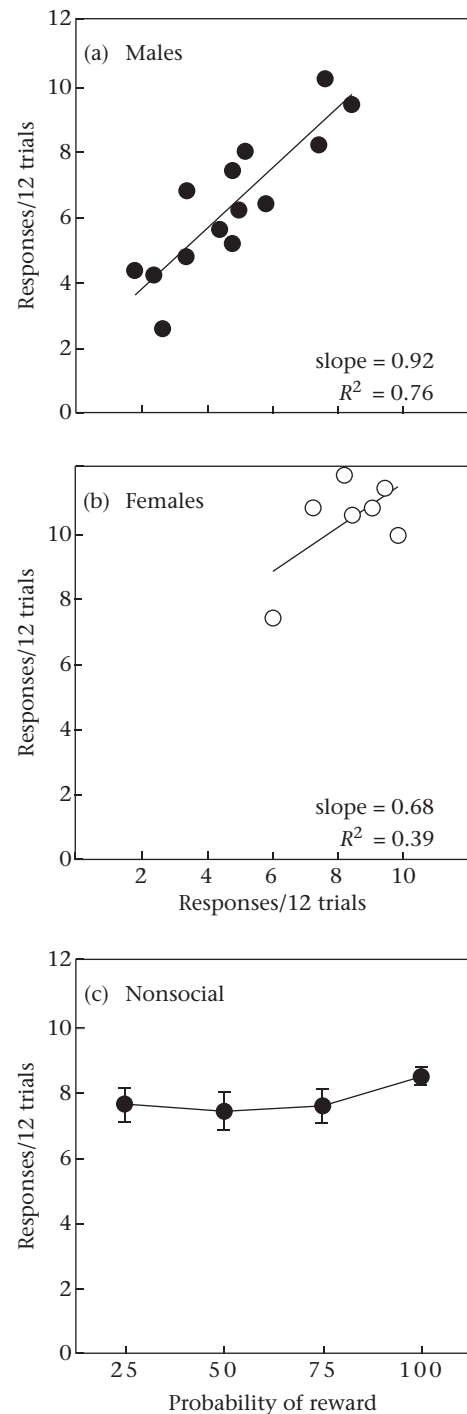 12
(a) Males
10
8
6
4
2
0
Responses/12 trials
slope = 0.92
R² = 0.76
(b) Females
10
8
6
4
2
0
Responses/12 trials
slope = 0.68
R² = 0.39
2 4 6 8 10
Responses/12 trials
12
(c) Nonsocial
10
8
6
4
2
0
Responses/12 trials
25 50 75 100
Probability of reward